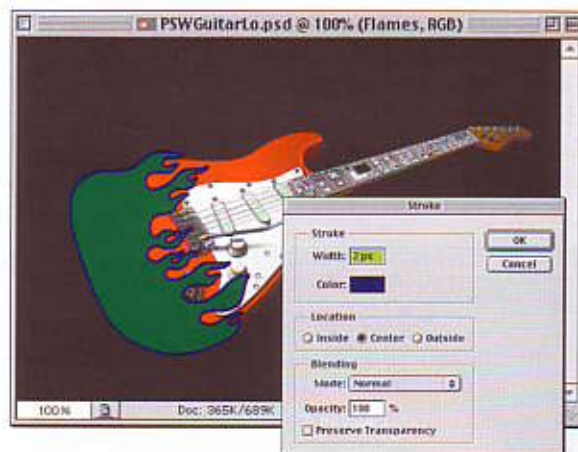 PSWGuitarLo.psd @ 100% (Flames, RGB)
Stroke
Stroke
Width: 2 px
Color:
OK
Cancel
Location
Inside Center Outside
Blending
Mode: Normal
Opacity: 100 %
Preserve Transparency
100% Doc: 365K/689K